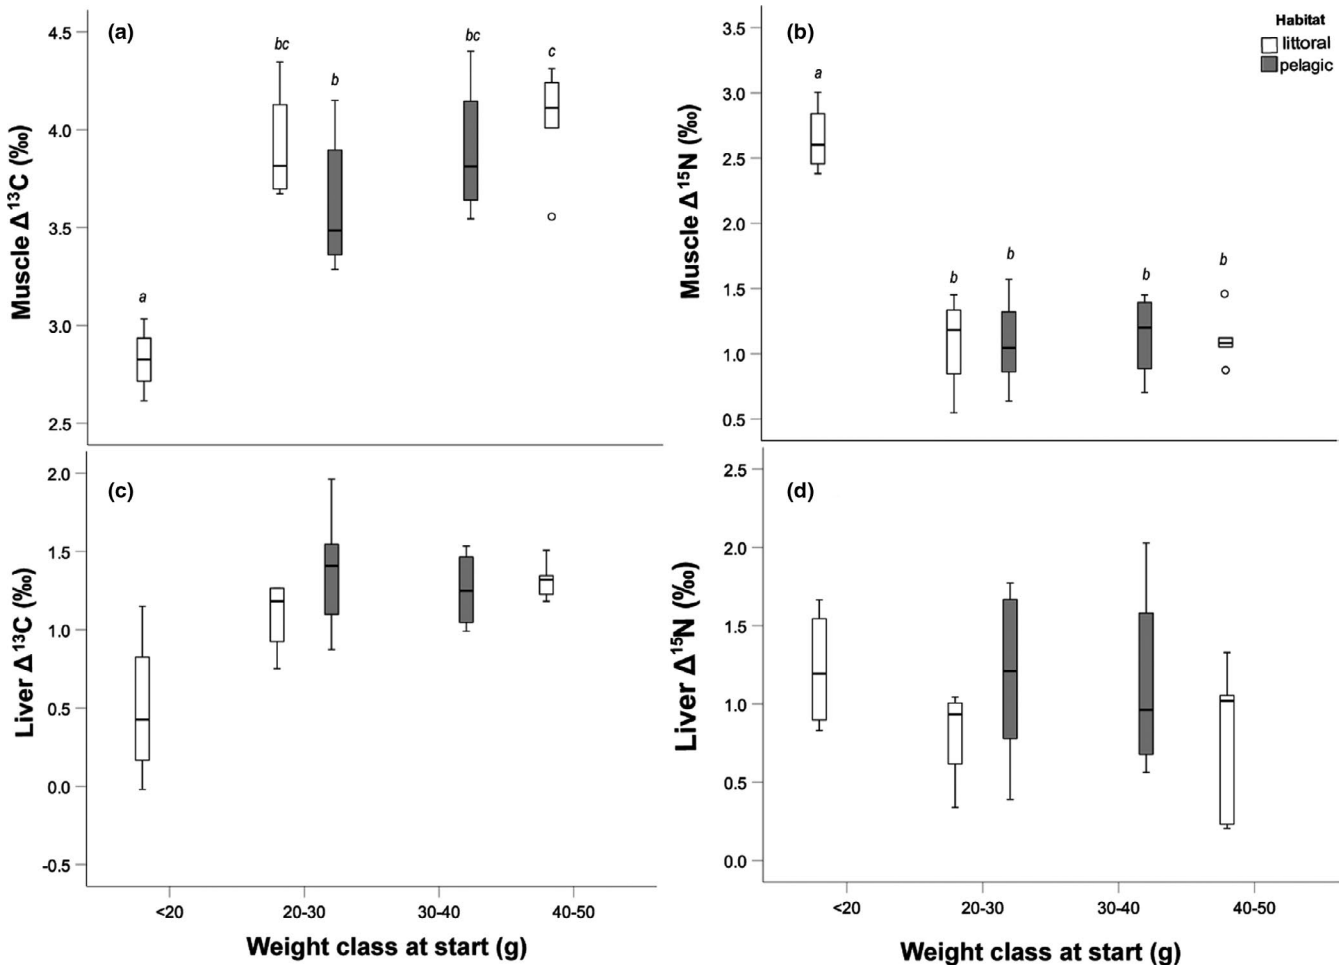 (a)
4.5
4.0
3.5
3.0
2.5
Muscle Δ13C (‰)
a
bc
b
bc
c
(b)
Habitat
littoral
pelagic
3.5
3.0
2.5
2.0
1.5
1.0
0.5
Muscle Δ15N (‰)
a
b
b
b
b
(c)
2.0
1.5
1.0
0.5
0.0
-0.5
Liver Δ13C (‰)
<20
20-30
30-40
40-50
Weight class at start (g)
(d)
2.5
2.0
1.5
1.0
0.5
0.0
Liver Δ15N (‰)
<20
20-30
30-40
40-50
Weight class at start (g)